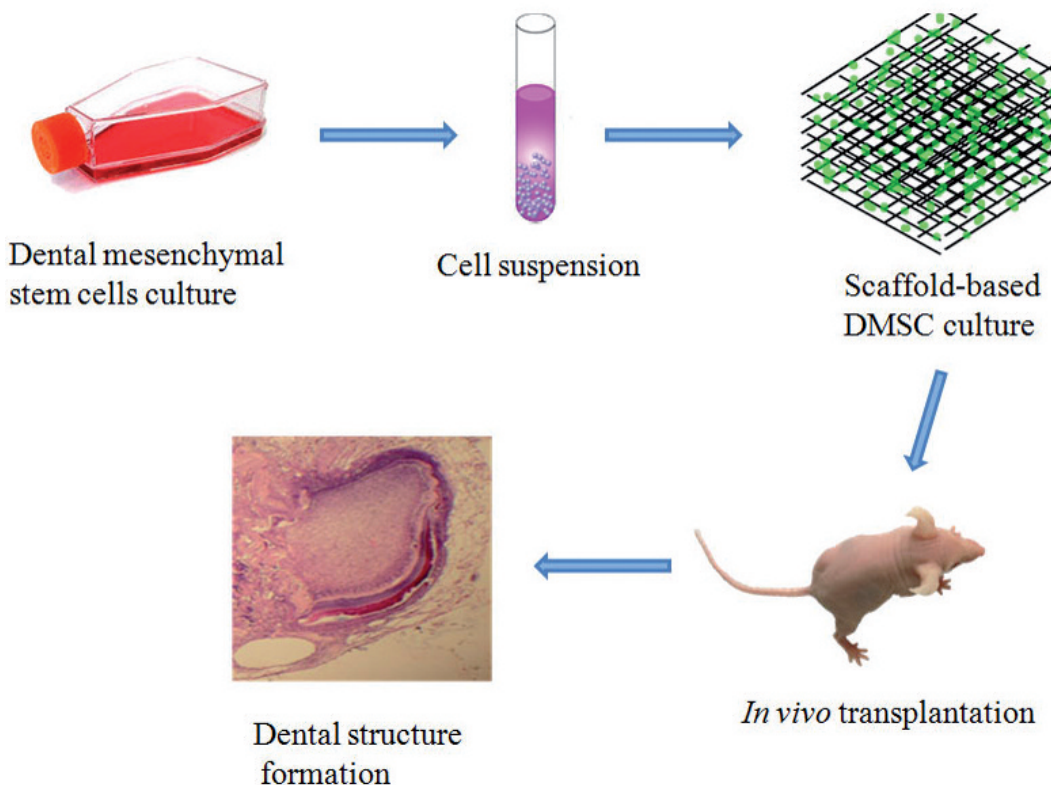 Dental mesenchymal
stem cells culture
Cell suspension
Scaffold-based
DMSC culture
In vivo transplantation
Dental structure
formation